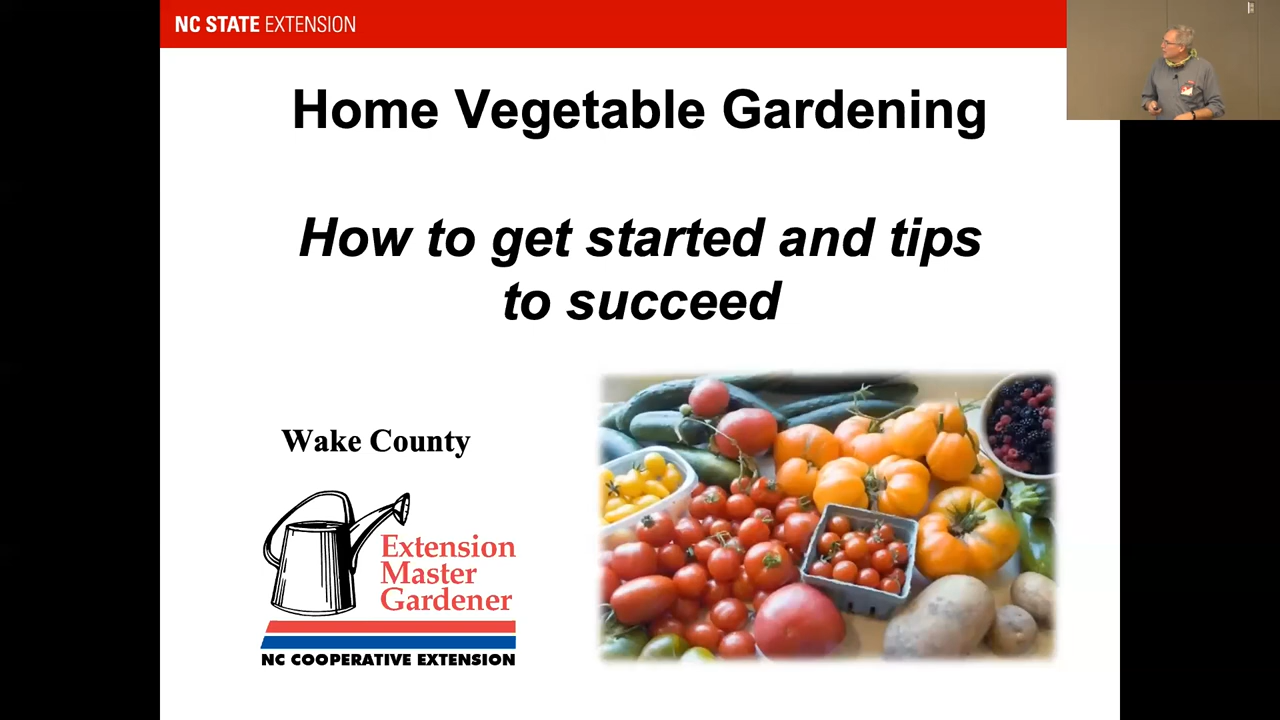 NC STATE EXTENSION
Home Vegetable Gardening
How to get started and tips
to succeed
Wake County
Extension
Master
Gardener
NC COOPERATIVE EXTENSION